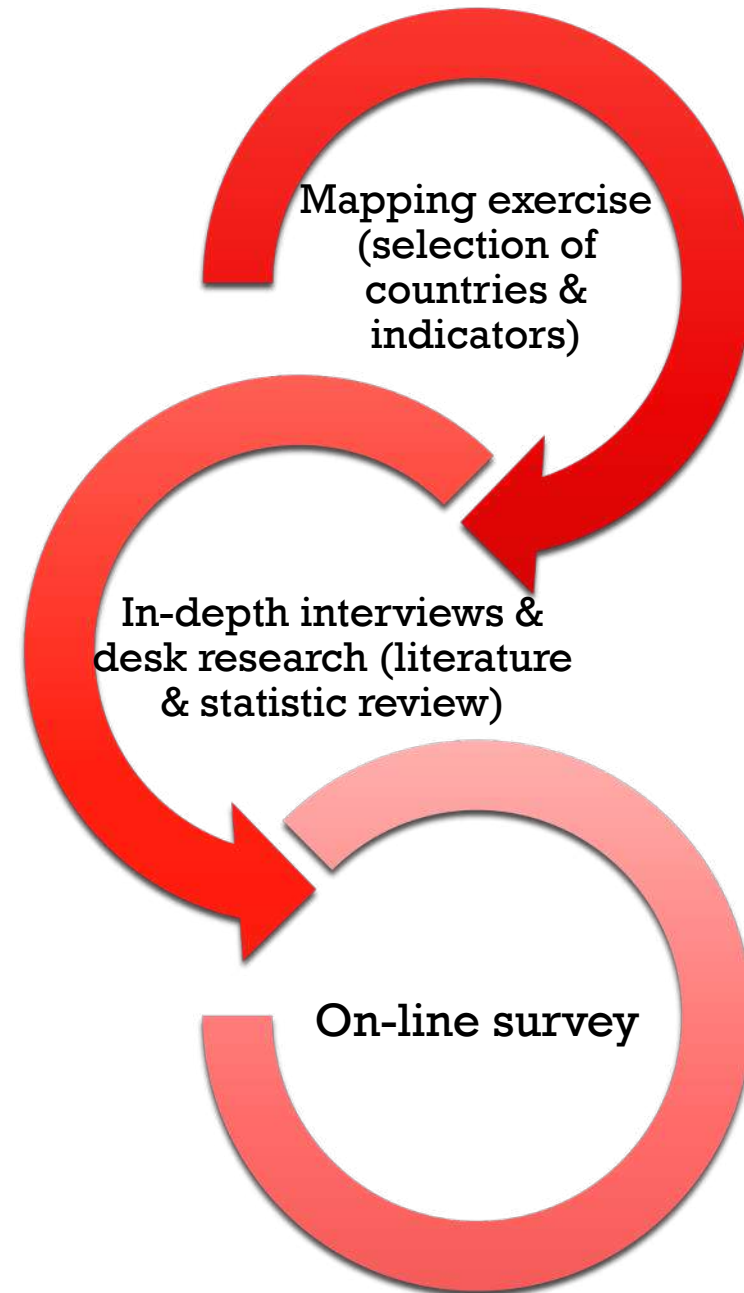 Mapping exercise
(selection of
countries &
indicators)
In-depth interviews &
desk research (literature
& statistic review)
On-line survey